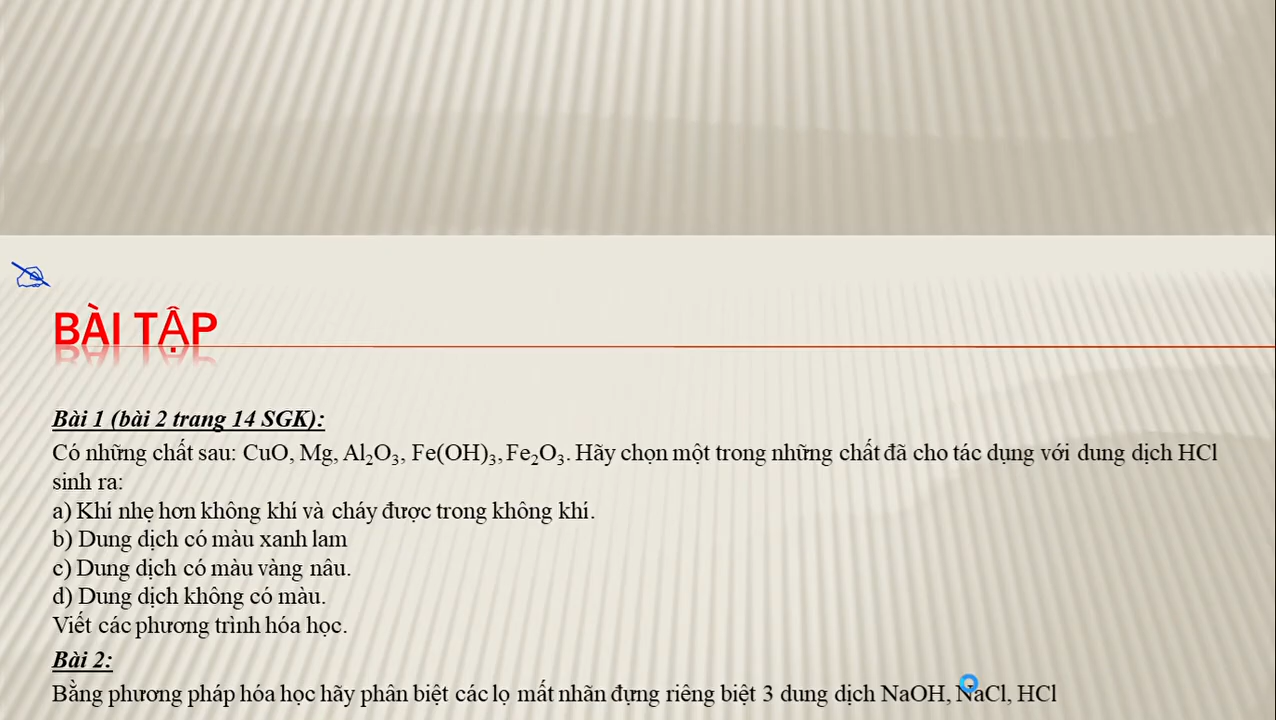 BÀI TẬP
Bài 1 (bài 2 trang 14 SGK):
Có những chất sau: CuO, Mg, Al₂O₃, Fe(OH)₃, Fe₂O₃. Hãy chọn một trong những chất đã cho tác dụng với dung dịch HCl
sinh ra:
a) Khí nhẹ hơn không khí và cháy được trong không khí.
b) Dung dịch có màu xanh lam
c) Dung dịch có màu vàng nâu.
d) Dung dịch không có màu.
Viết các phương trình hóa học.
Bài 2:
Bằng phương pháp hóa học hãy phân biệt các lọ mất nhãn đựng riêng biệt 3 dung dịch NaOH, NaCl, HCl